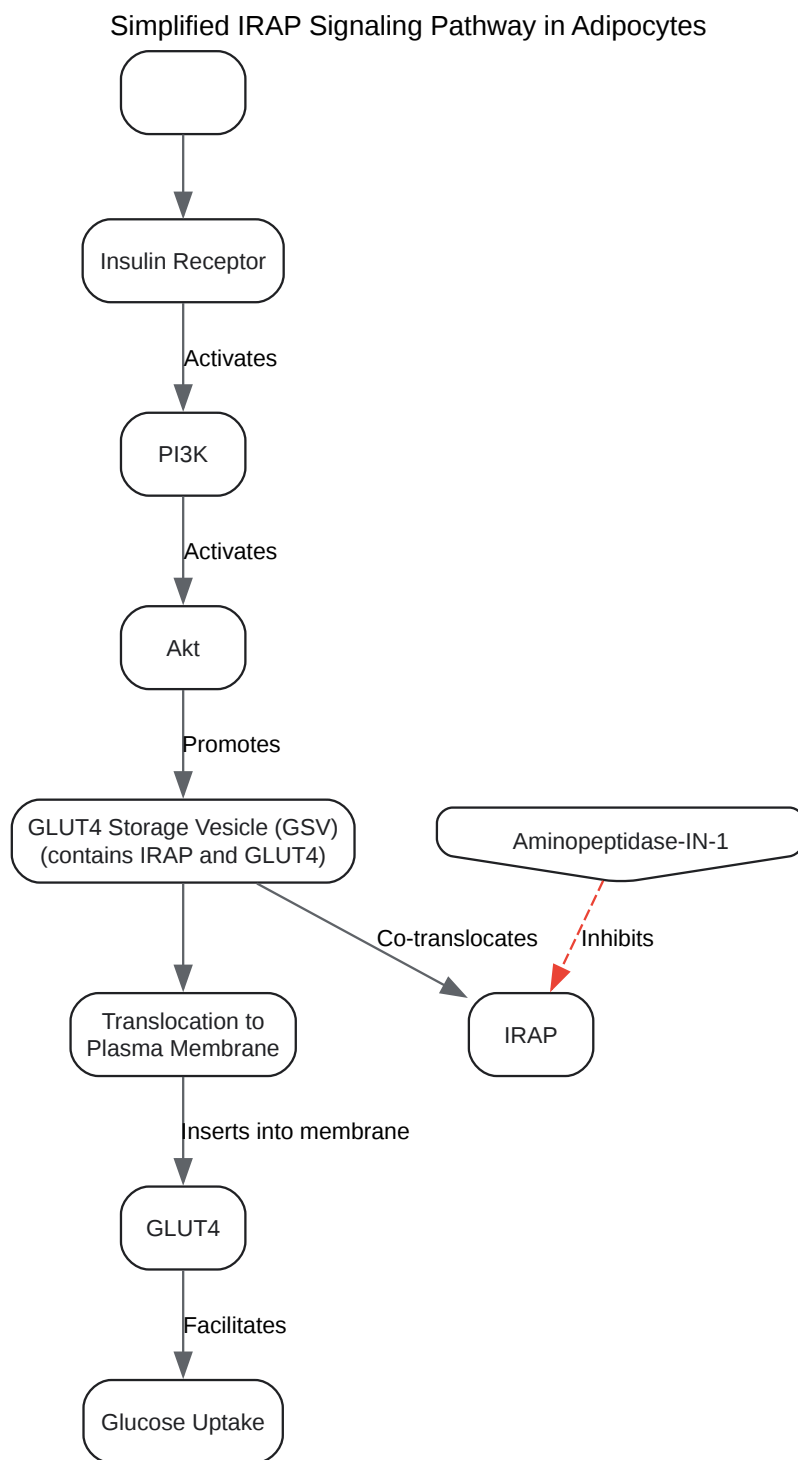 Simplified IRAP Signaling Pathway in Adipocytes
Insulin Receptor
Activates
PI3K
Activates
Akt
Promotes
GLUT4 Storage Vesicle (GSV)
(contains IRAP and GLUT4)
Aminopeptidase-IN-1
Co-translocates
Inhibits
Translocation to
Plasma Membrane
IRAP
Inserts into membrane
GLUT4
Facilitates
Glucose Uptake